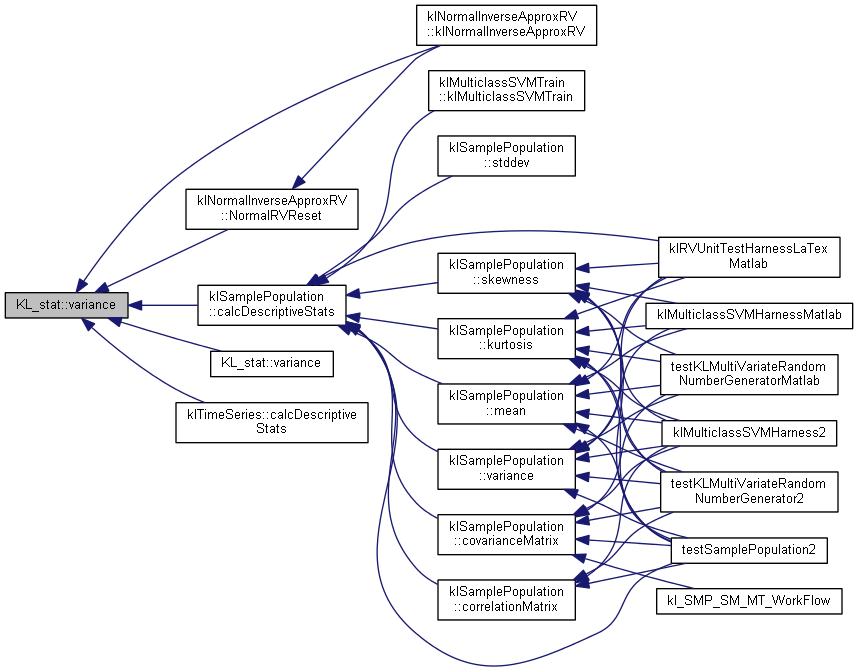 klNormalInverseApproxRV
::klNormalInverseApproxRV
klMulticlassSVMTrain
::klMulticlassSVMTrain
klSamplePopulation
::stddev
klNormalInverseApproxRV
::NormalRVReset
klRVUnitTestHarnessLaTex
Matlab
klSamplePopulation
::skewness
KL_stat::variance
klSamplePopulation
::calcDescriptiveStats
klMulticlassSVMHarnessMatlab
klSamplePopulation
::kurtosis
KL_stat::variance
testKLMultiVariateRandom
NumberGeneratorMatlab
klSamplePopulation
::mean
klTimeSeries::calcDescriptive
Stats
klMulticlassSVMHarness2
klSamplePopulation
::variance
testKLMultiVariateRandom
NumberGenerator2
klSamplePopulation
::covarianceMatrix
testSamplePopulation2
klSamplePopulation
::correlationMatrix
kl_SMP_SM_MT_WorkFlow